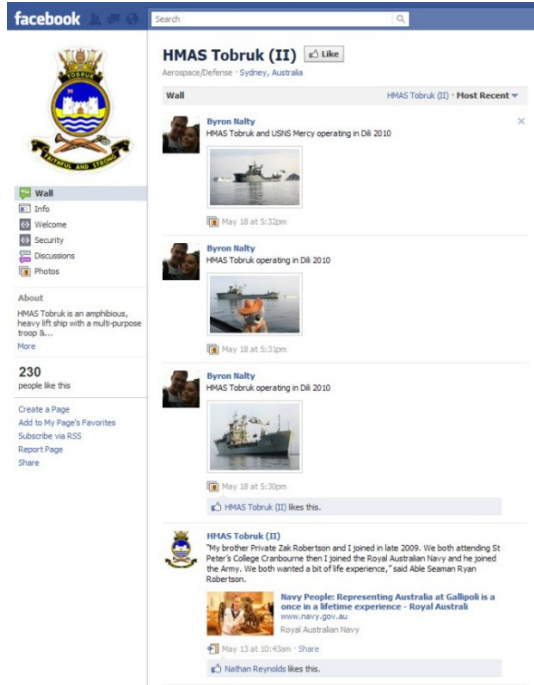 facebook
Search
TOBRUK
FAITHFUL AND STRONG
Wall
Info
Welcome
Security
Discussions
Photos
About
HMAS Tobruk is an amphibious,
heavy lift ship with a multi-purpose
troop &...
More
230
people like this
Create a Page
Add to My Page's Favorites
Subscribe via RSS
Report Page
Share
HMAS Tobruk (II)
Like
Aerospace/Defense · Sydney, Australia
Wall
HMAS Tobruk (II) · Most Recent
Byron Nalty
HMAS Tobruk and USNS Mercy operating in Dili 2010
May 18 at 5:32pm
Byron Nalty
HMAS Tobruk operating in Dili 2010
May 18 at 5:31pm
Byron Nalty
HMAS Tobruk operating in Dili 2010
May 18 at 5:30pm
HMAS Tobruk (II) likes this.
HMAS Tobruk (II)
"My brother Private Zak Robertson and I joined in late 2009. We both attending St
Peter's College Cranbourne then I joined the Royal Australian Navy and he joined
the Army. We both wanted a bit of life experience," said Able Seaman Ryan
Robertson.
Navy People: Representing Australia at Gallipoli is a
once in a lifetime experience - Royal Australi
www.navy.gov.au
Royal Australian Navy
May 13 at 10:43am · Share
Nathan Reynolds likes this.